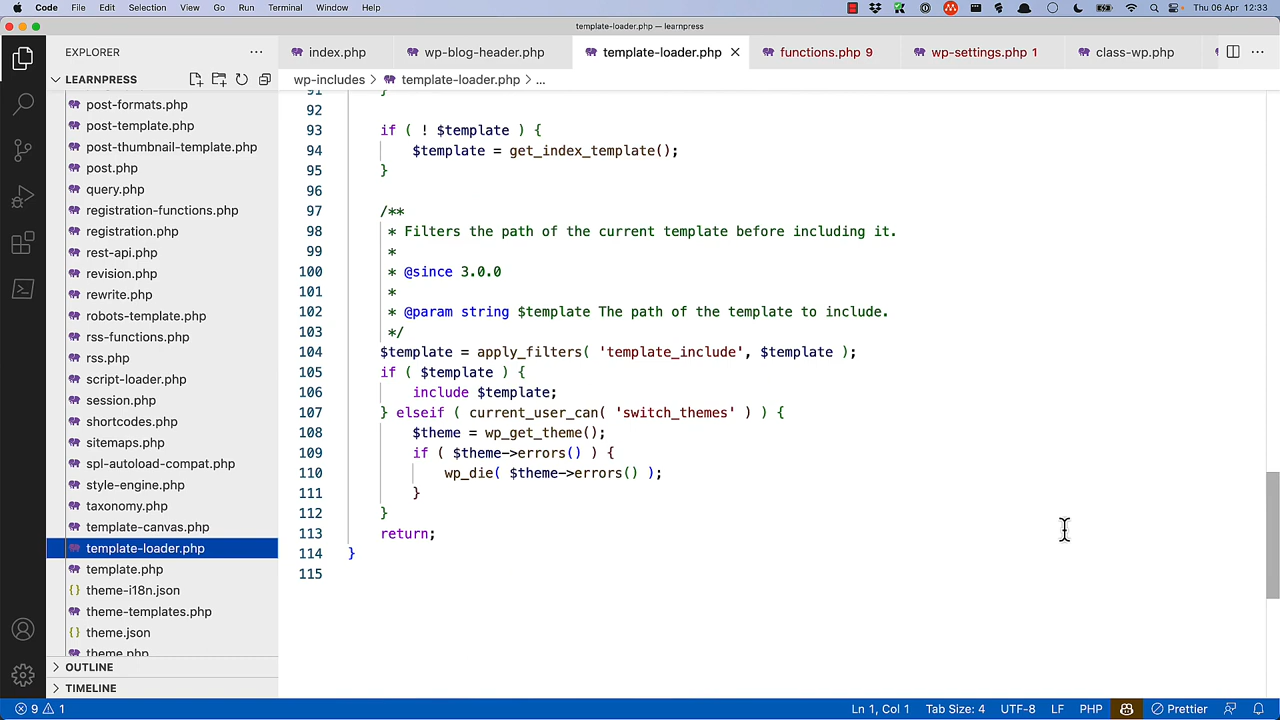 Code File Edit Selection View Go Run Terminal Window Help Thu 06 Apr 12:33
template-loader.php — learnpress
EXPLORER
index.php wp-blog-header.php template-loader.php functions.php 9 wp-settings.php 1 class-wp.php
LEARNPRESS
wp-includes > template-loader.php > ...
post-formats.php
post-template.php
post-thumbnail-template.php
post.php
query.php
registration-functions.php
registration.php
rest-api.php
revision.php
rewrite.php
robots-template.php
rss-functions.php
rss.php
script-loader.php
session.php
shortcodes.php
sitemaps.php
spl-autoload-compat.php
style-engine.php
taxonomy.php
template-canvas.php
template-loader.php
template.php
theme-i18n.json
theme-templates.php
theme.json
theme.php
OUTLINE
TIMELINE
91 }
92
93 if ( ! $template ) {
94 $template = get_index_template();
95 }
96
97 /**
98 * Filters the path of the current template before including it.
99 *
100 * @since 3.0.0
101 *
102 * @param string $template The path of the template to include.
103 */
104 $template = apply_filters( 'template_include', $template );
105 if ( $template ) {
106 include $template;
107 } elseif ( current_user_can( 'switch_themes' ) ) {
108 $theme = wp_get_theme();
109 if ( $theme->errors() ) {
110 wp_die( $theme->errors() );
111 }
112 }
113 return;
114 }
115
9 1 Ln 1, Col 1 Tab Size: 4 UTF-8 LF PHP Prettier